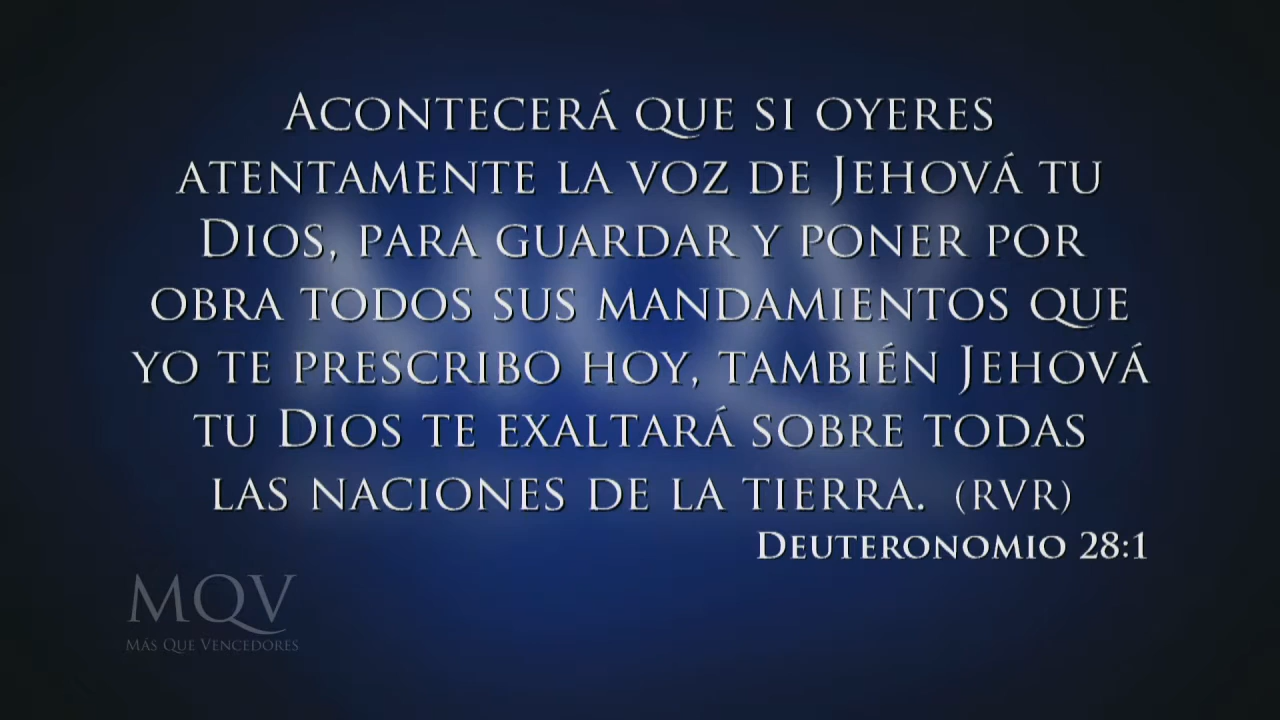 Acontecerá que si oyeres
atentamente la voz de Jehová tu
Dios, para guardar y poner por
obra todos sus mandamientos que
yo te prescribo hoy, también Jehová
tu Dios te exaltará sobre todas
las naciones de la tierra. (RVR)
Deuteronomio 28:1
MQV
Más Que Vencedores